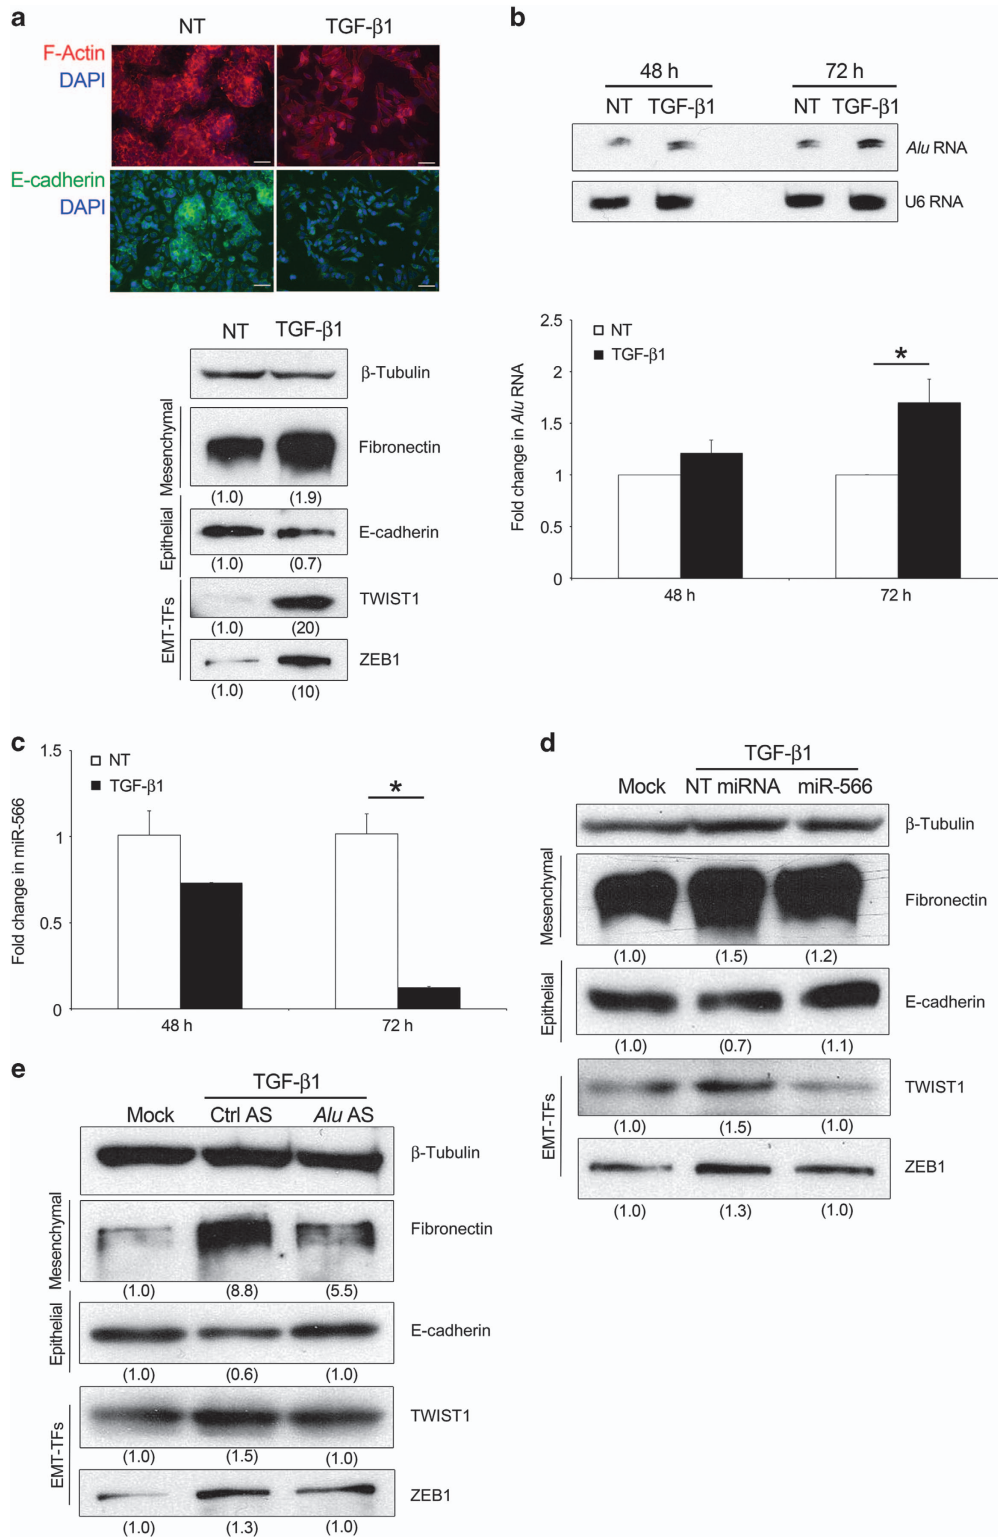 a
NT TGF-β1
F-Actin
DAPI
E-cadherin
DAPI
NT TGF-β1
β-Tubulin
Mesenchymal
Fibronectin
(1.0) (1.9)
Epithelial
E-cadherin
(1.0) (0.7)
EMT-TFs
TWIST1
(1.0) (20)
ZEB1
(1.0) (10)
b
48 h 72 h
NT TGF-β1 NT TGF-β1
Alu RNA
U6 RNA
Fold change in Alu RNA
2.5
2
1.5
1
0.5
0
NT
TGF-β1
*
48 h 72 h
c
Fold change in miR-566
1.5
1
0.5
0
NT
TGF-β1
*
48 h 72 h
d
TGF-β1
Mock NT miRNA miR-566
β-Tubulin
Mesenchymal
Fibronectin
(1.0) (1.5) (1.2)
Epithelial
E-cadherin
(1.0) (0.7) (1.1)
EMT-TFs
TWIST1
(1.0) (1.5) (1.0)
ZEB1
(1.0) (1.3) (1.0)
e
TGF-β1
Mock Ctrl AS Alu AS
β-Tubulin
Mesenchymal
Fibronectin
(1.0) (8.8) (5.5)
Epithelial
E-cadherin
(1.0) (0.6) (1.0)
EMT-TFs
TWIST1
(1.0) (1.5) (1.0)
ZEB1
(1.0) (1.3) (1.0)